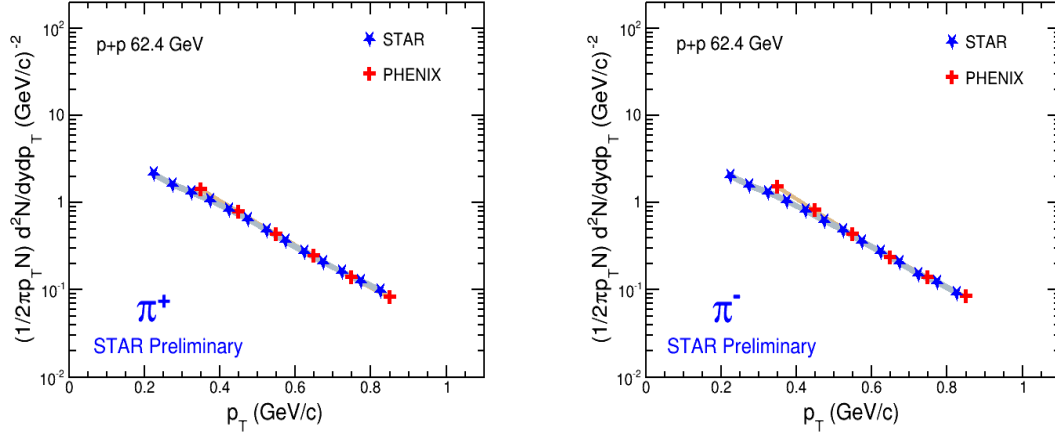 (1/2πp_T N) d²N/dydp_T (GeV/c)⁻²
10²
10
1
10⁻¹
10⁻²
p+p 62.4 GeV
STAR
PHENIX
π⁺
STAR Preliminary
0 0.2 0.4 0.6 0.8 1
p_T (GeV/c)
(1/2πp_T N) d²N/dydp_T (GeV/c)⁻²
10²
10
1
10⁻¹
10⁻²
p+p 62.4 GeV
STAR
PHENIX
π⁻
STAR Preliminary
0 0.2 0.4 0.6 0.8 1
p_T (GeV/c)